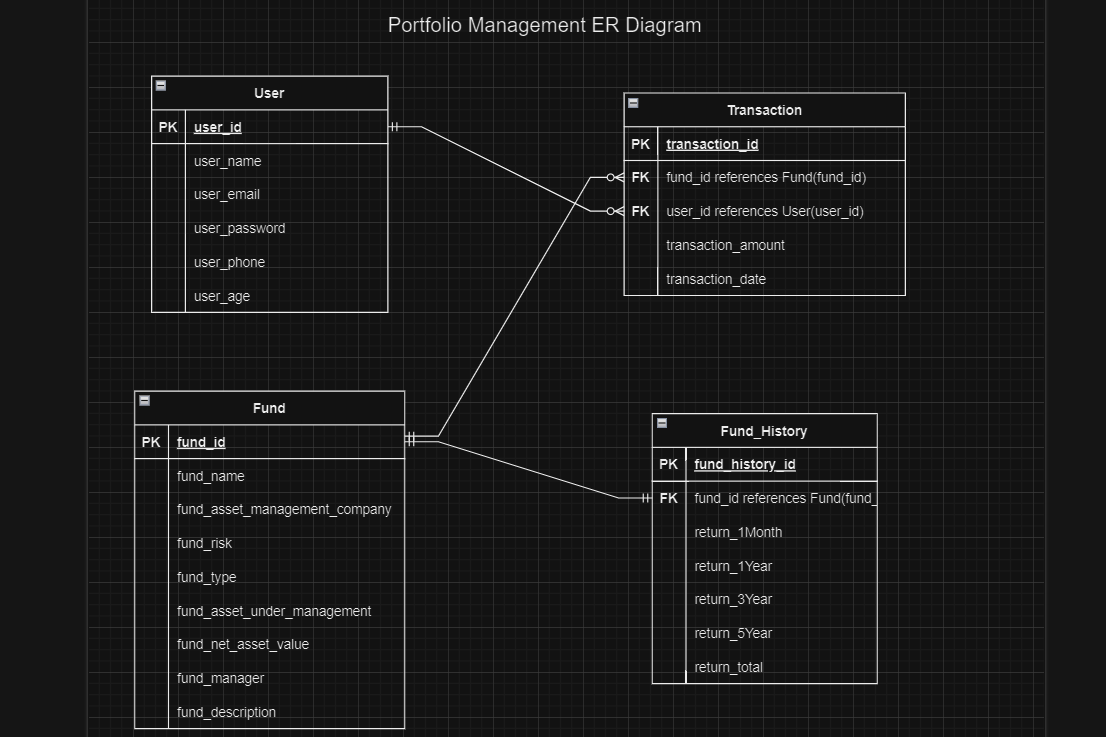 Portfolio Management ER Diagram
User
PK user_id
user_name
user_email
user_password
user_phone
user_age
Transaction
PK transaction_id
FK fund_id references Fund(fund_id)
FK user_id references User(user_id)
transaction_amount
transaction_date
Fund
PK fund_id
fund_name
fund_asset_management_company
fund_risk
fund_type
fund_asset_under_management
fund_net_asset_value
fund_manager
fund_description
Fund_History
PK fund_history_id
FK fund_id references Fund(fund_
return_1Month
return_1Year
return_3Year
return_5Year
return_total